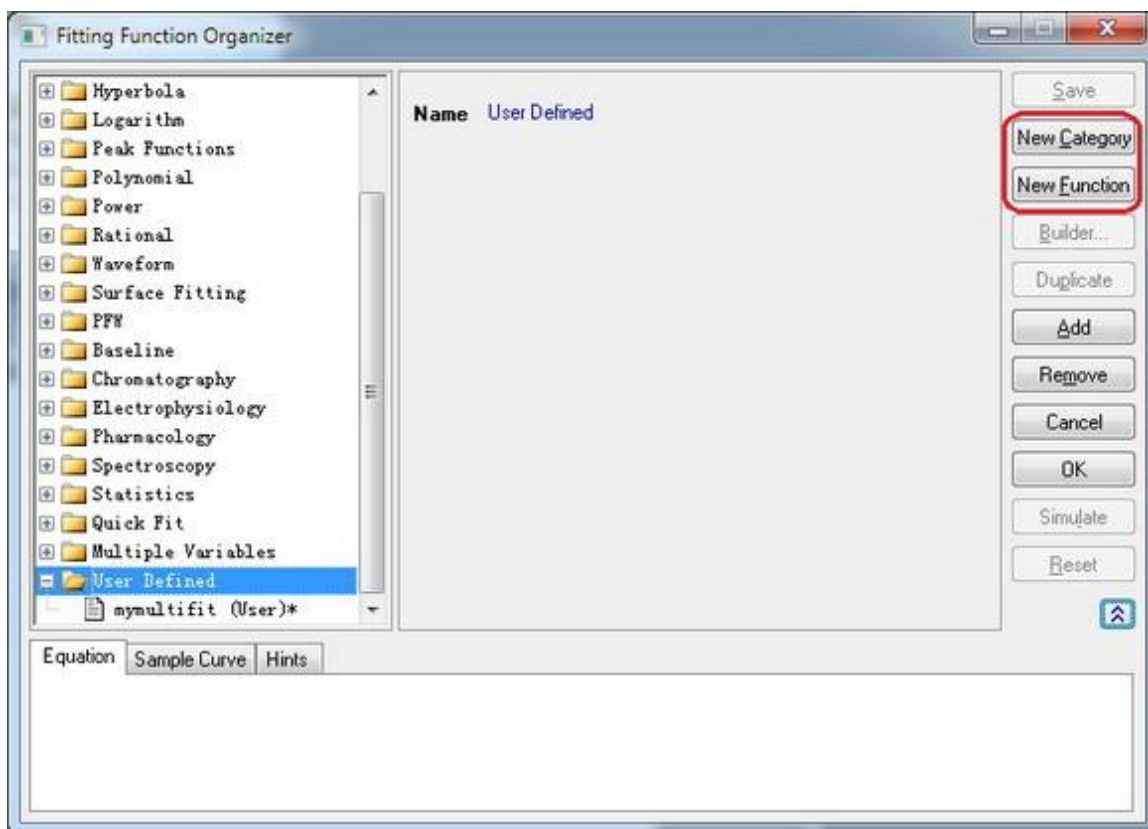 Fitting Function Organizer
Hyperbola
Logarithm
Peak Functions
Polynomial
Power
Rational
Waveform
Surface Fitting
PFW
Baseline
Chromatography
Electrophysiology
Pharmacology
Spectroscopy
Statistics
Quick Fit
Multiple Variables
User Defined
mymultifit (User)*
Name User Defined
Save
New Category
New Function
Builder...
Duplicate
Add
Remove
Cancel
OK
Simulate
Reset
Equation Sample Curve Hints